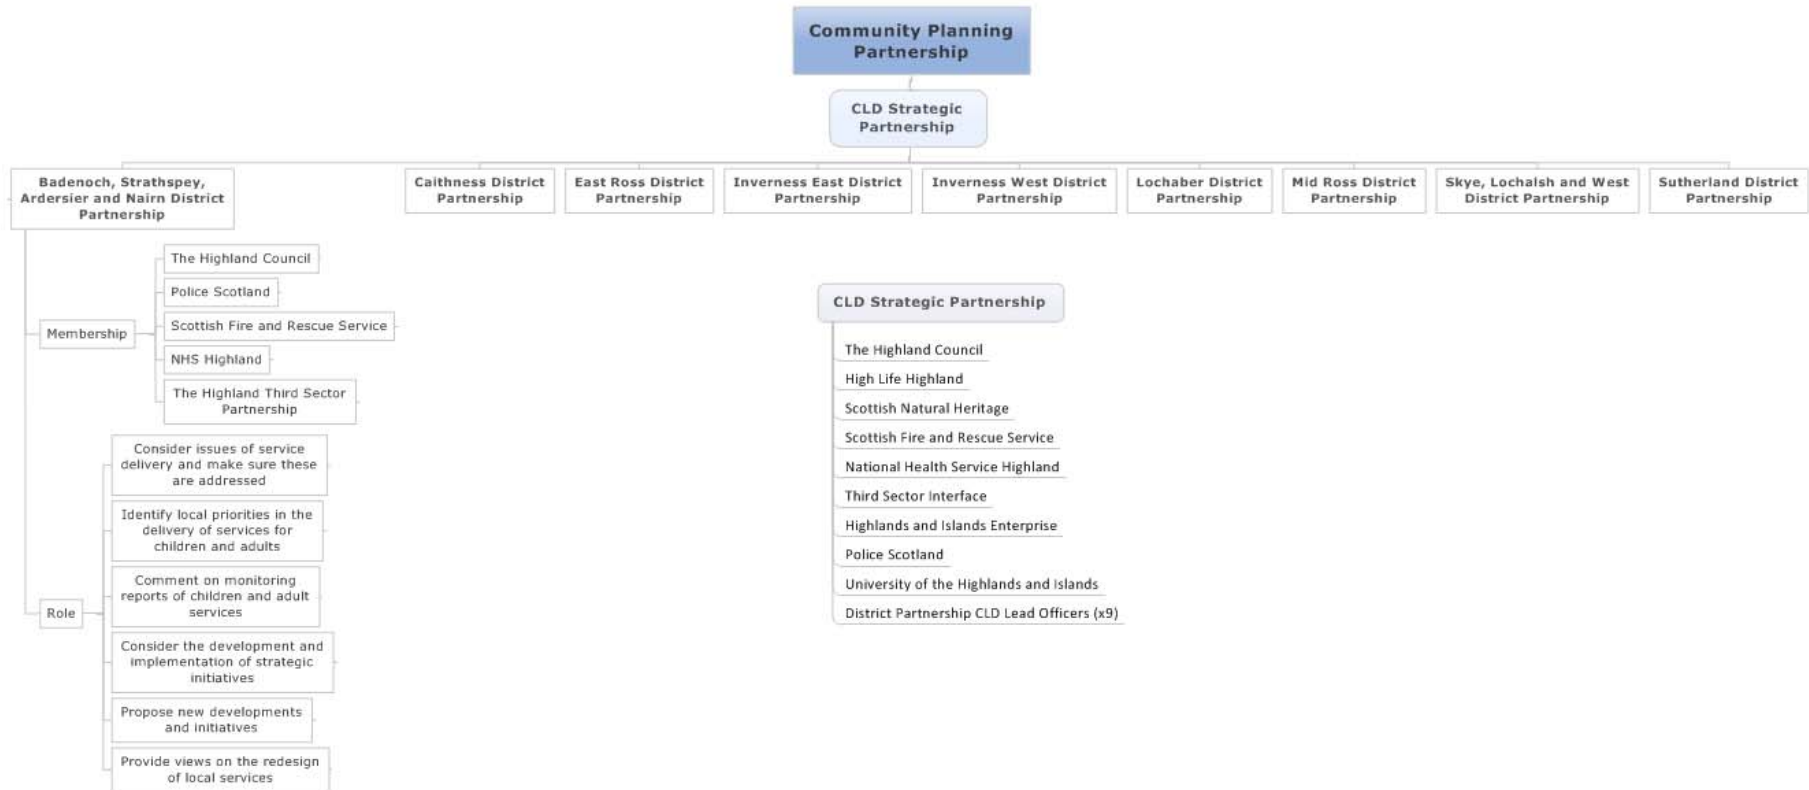 Community Planning
Partnership
CLD Strategic
Partnership
Badenoch, Strathspey,
Ardersier and Nairn District
Partnership
Caithness District
Partnership
East Ross District
Partnership
Inverness East District
Partnership
Inverness West District
Partnership
Lochaber District
Partnership
Mid Ross District
Partnership
Skye, Lochalsh and West
District Partnership
Sutherland District
Partnership
Membership
The Highland Council
Police Scotland
Scottish Fire and Rescue Service
NHS Highland
The Highland Third Sector
Partnership
Role
Consider issues of service
delivery and make sure these
are addressed
Identify local priorities in the
delivery of services for
children and adults
Comment on monitoring
reports of children and adult
services
Consider the development and
implementation of strategic
initiatives
Propose new developments
and initiatives
Provide views on the redesign
of local services
CLD Strategic Partnership
The Highland Council
High Life Highland
Scottish Natural Heritage
Scottish Fire and Rescue Service
National Health Service Highland
Third Sector Interface
Highlands and Islands Enterprise
Police Scotland
University of the Highlands and Islands
District Partnership CLD Lead Officers (x9)